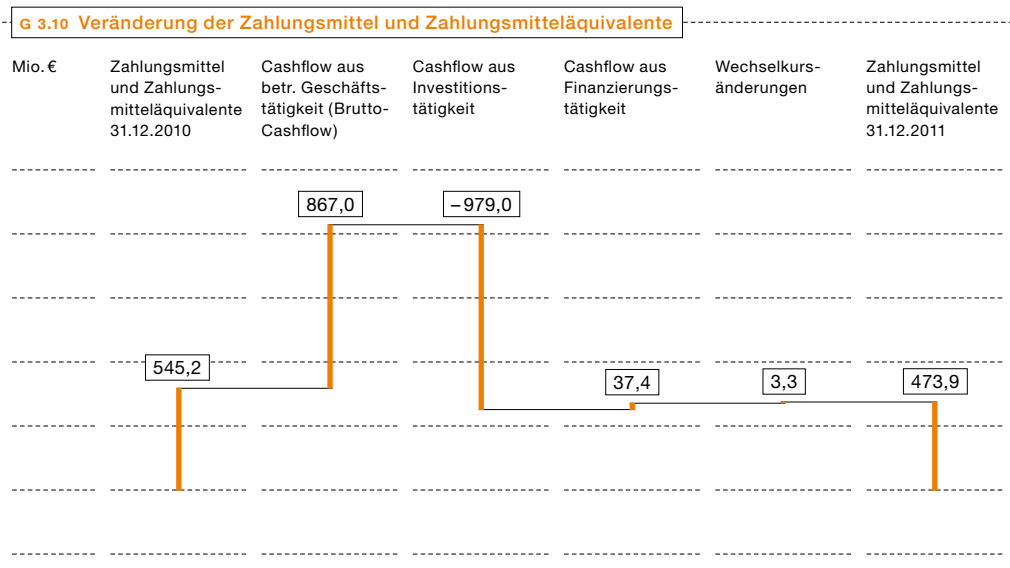 G 3.10 Veränderung der Zahlungsmittel und Zahlungsmitteläquivalente
Mio. €
Zahlungsmittel
und Zahlungs-
mitteläquivalente
31.12.2010
Cashflow aus
betr. Geschäfts-
tätigkeit (Brutto-
Cashflow)
Cashflow aus
Investitions-
tätigkeit
Cashflow aus
Finanzierungs-
tätigkeit
Wechselkurs-
änderungen
Zahlungsmittel
und Zahlungs-
mitteläquivalente
31.12.2011
867,0
–979,0
545,2
37,4
3,3
473,9